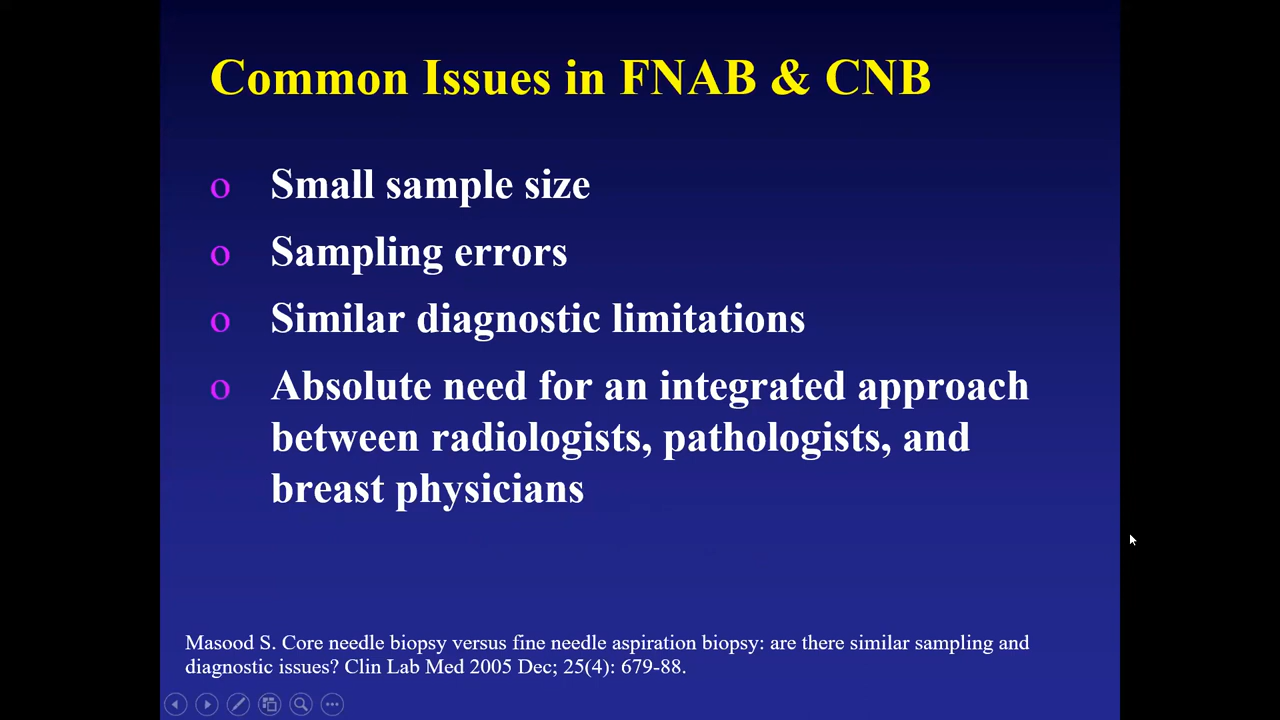 Common Issues in FNAB & CNB
o Small sample size
o Sampling errors
o Similar diagnostic limitations
o Absolute need for an integrated approach
between radiologists, pathologists, and
breast physicians
Masood S. Core needle biopsy versus fine needle aspiration biopsy: are there similar sampling and
diagnostic issues? Clin Lab Med 2005 Dec; 25(4): 679-88.